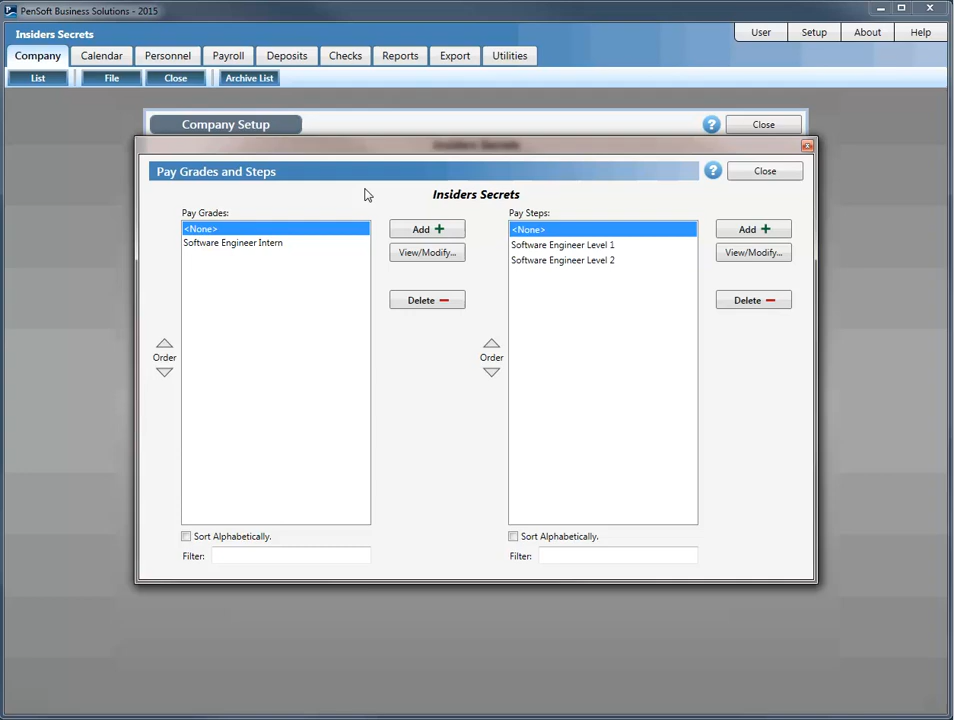 PenSoft Business Solutions - 2015
Insiders Secrets
User Setup About Help
Company Calendar Personnel Payroll Deposits Checks Reports Export Utilities
List File Close Archive List
Company Setup ? Close
Insiders Secrets
Pay Grades and Steps ? Close
Insiders Secrets
Pay Grades:
<None>
Software Engineer Intern
Add
View/Modify...
Delete
Order
Sort Alphabetically.
Filter:
Pay Steps:
<None>
Software Engineer Level 1
Software Engineer Level 2
Add
View/Modify...
Delete
Order
Sort Alphabetically.
Filter: